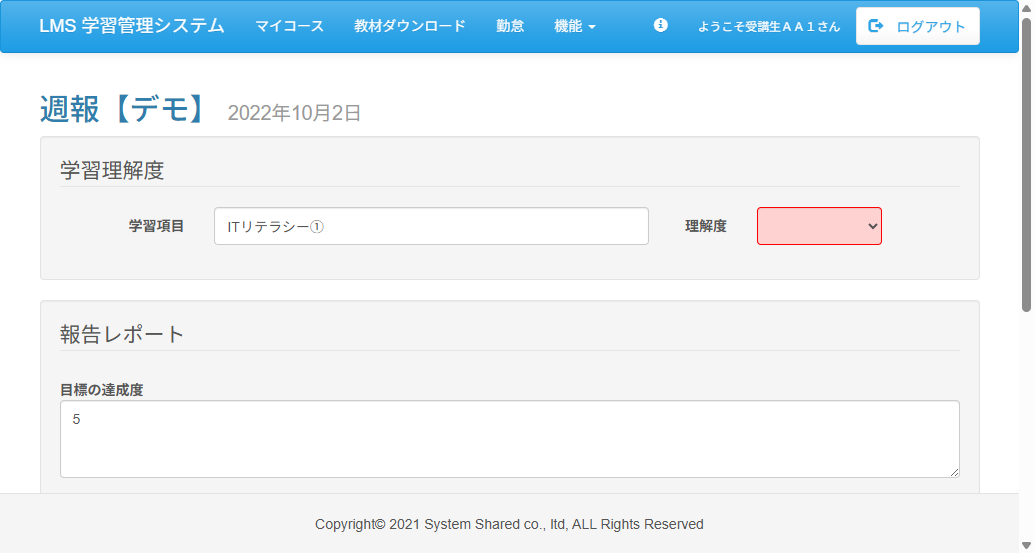 LMS 学習管理システム マイコース 教材ダウンロード 勤怠 機能 ようこそ受講生ＡＡ１さん ログアウト
週報【デモ】 2022年10月2日
学習理解度
学習項目 ITリテラシー① 理解度
報告レポート
目標の達成度
5
Copyright© 2021 System Shared co., ltd, ALL Rights Reserved